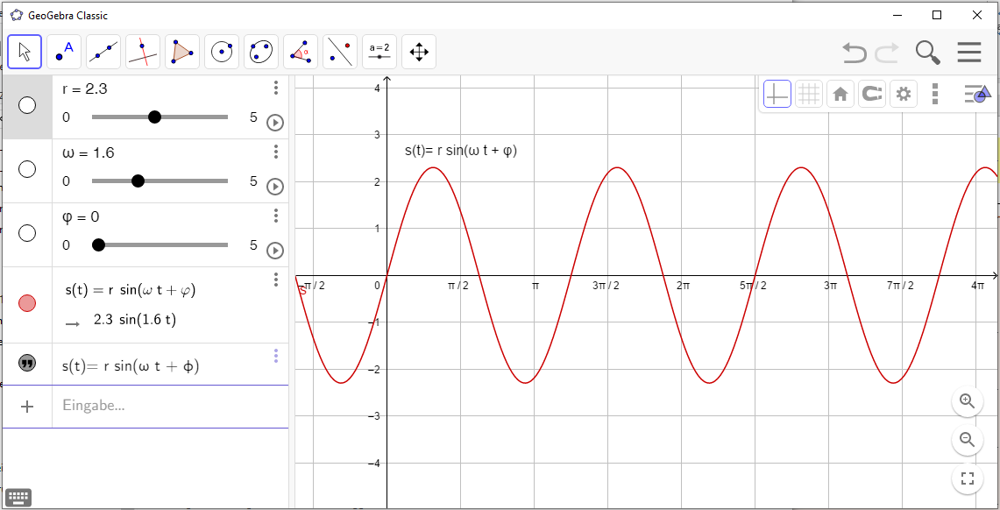 GeoGebra Classic
A
α
a=2
r = 2.3
0 5
ω = 1.6
0 5
φ = 0
0 5
s(t) = r sin(ω t + φ)
→ 2.3 sin(1.6 t)
s(t)= r sin(ω t + ϕ)
Eingabe...
s(t)= r sin(ω t + φ)
4
3
2
1
−π / 2 0 π / 2 π 3π / 2 2π 5π / 2 3π 7π / 2 4π
s
−1
−2
−3
−4